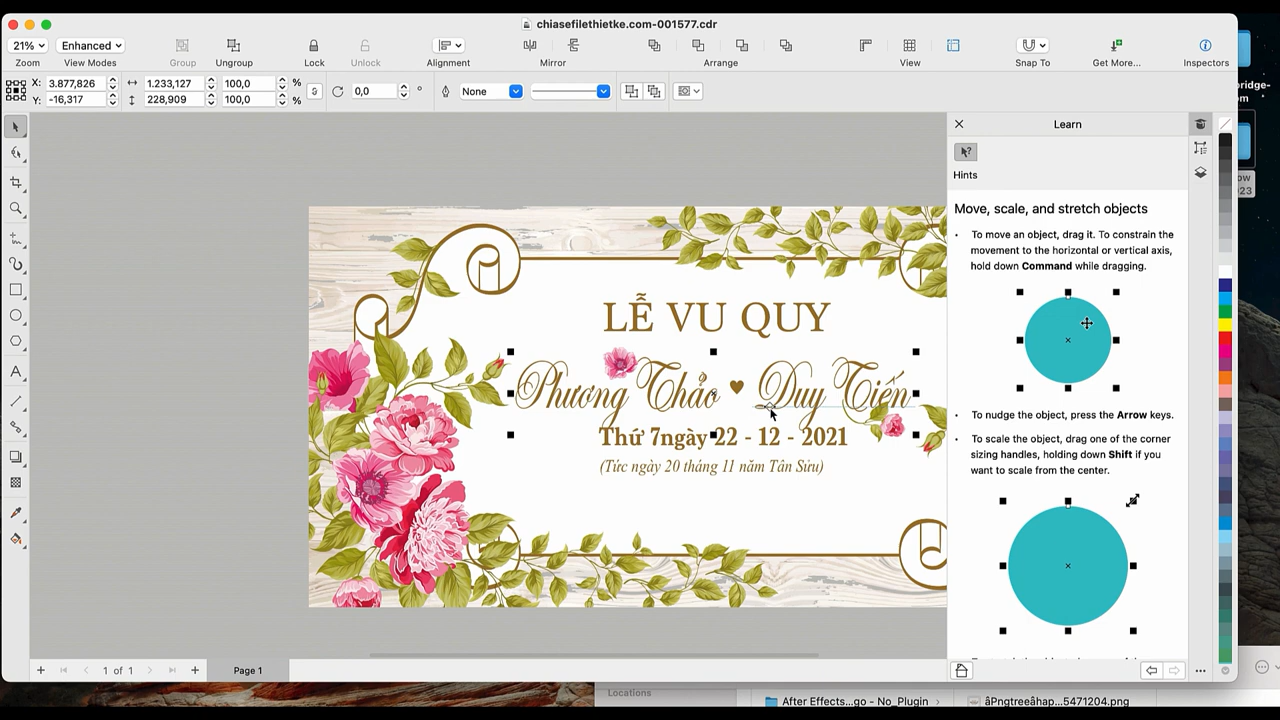 chiasefilethietke.com-001577.cdr
21%
Enhanced
Zoom
View Modes
Group
Ungroup
Lock
Unlock
Alignment
Mirror
Arrange
View
Snap To
Get More...
Inspectors
X: 3.877,826
1.233,127
100,0 %
0,0 °
None
Y: -16,317
228,909
100,0 %
Learn
Hints
Move, scale, and stretch objects
• To move an object, drag it. To constrain the
movement to the horizontal or vertical axis,
hold down Command while dragging.
• To nudge the object, press the Arrow keys.
• To scale the object, drag one of the corner
sizing handles, holding down Shift if you
want to scale from the center.
LỄ VU QUY
Phương Thảo ♥ Duy Tiến
Thứ 7ngày 22 - 12 - 2021
(Tức ngày 20 tháng 11 năm Tân Sửu)
1 of 1
Page 1
Locations
After Effects...go - No_Plugin
âPngtreeâhap...5471204.png